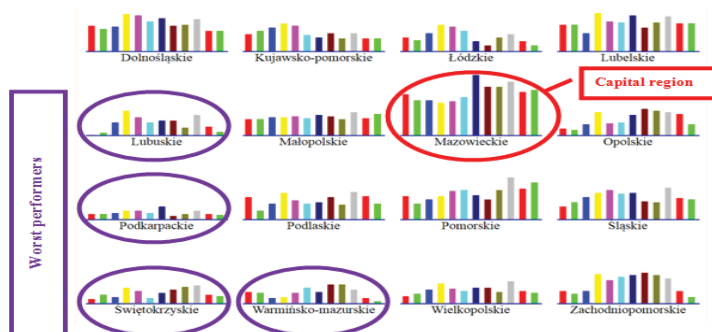 Dolnośląskie
Kujawsko-pomorskie
Łódzkie
Lubelskie
Capital region
Worst performers
Lubuskie
Małopolskie
Mazowieckie
Opolskie
Podkarpackie
Podlaskie
Pomorskie
Śląskie
Świętokrzyskie
Warmińsko-mazurskie
Wielkopolskie
Zachodniopomorskie